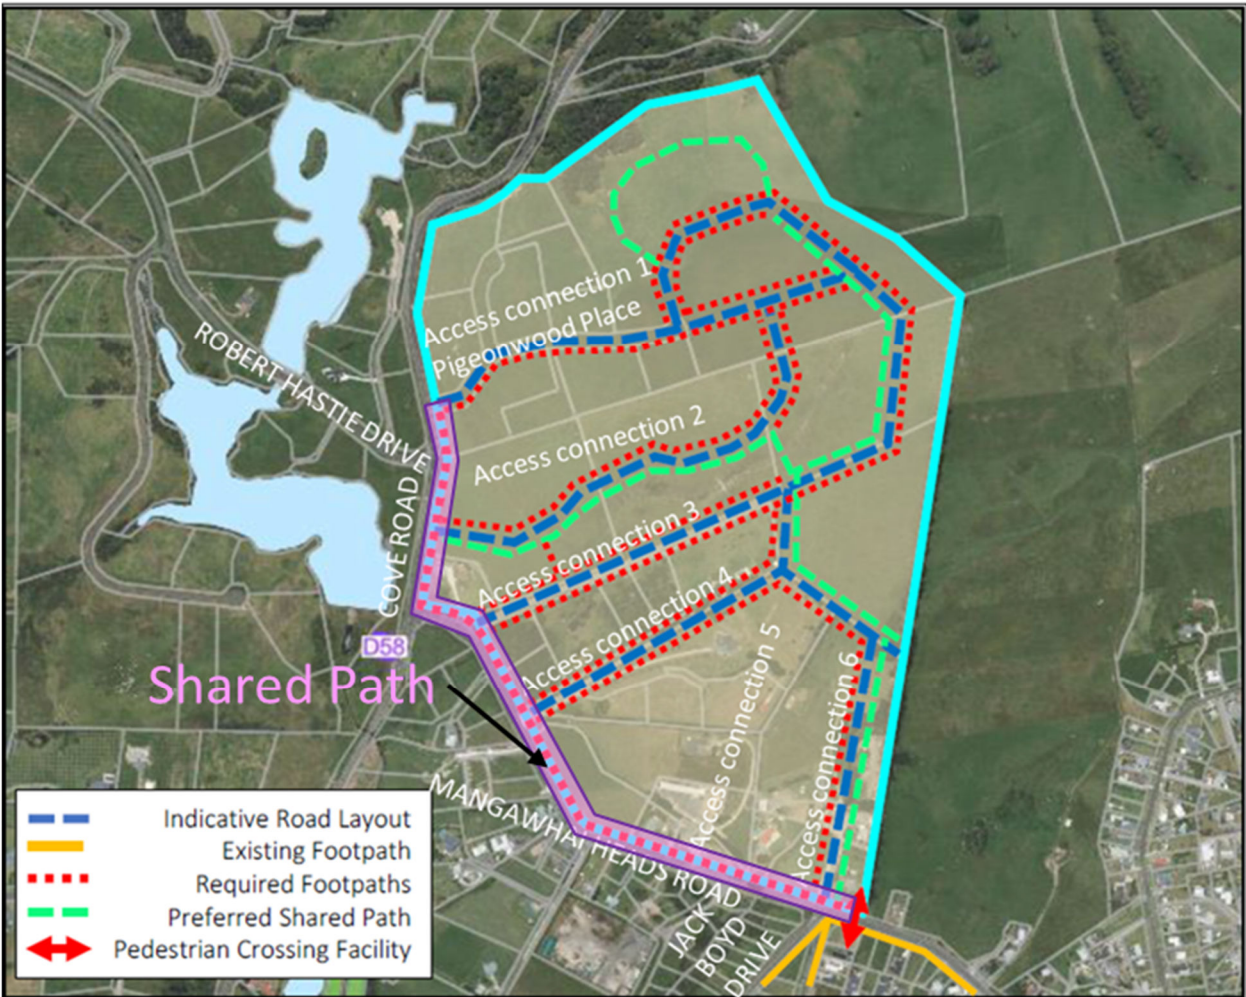 Access connection 1
Pigeonwood Place
ROBERT HASTIE DRIVE
Access connection 2
COVE ROAD
Access connection 3
Access connection 4
D58
Shared Path
Access connection 5
Access connection 6
MANGAWHAI HEADS ROAD
JACK
BOYD
DRIVE
Indicative Road Layout
Existing Footpath
Required Footpaths
Preferred Shared Path
Pedestrian Crossing Facility